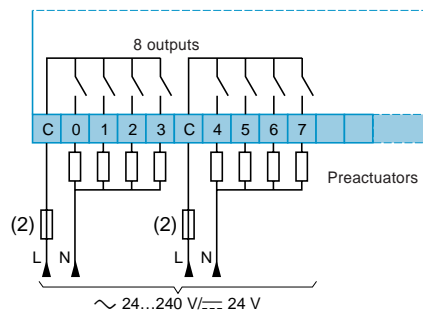 8 outputs
C 0 1 2 3 C 4 5 6 7
Preactuators
(2) (2)
L N L N
∼ 24...240 V/⎓ 24 V